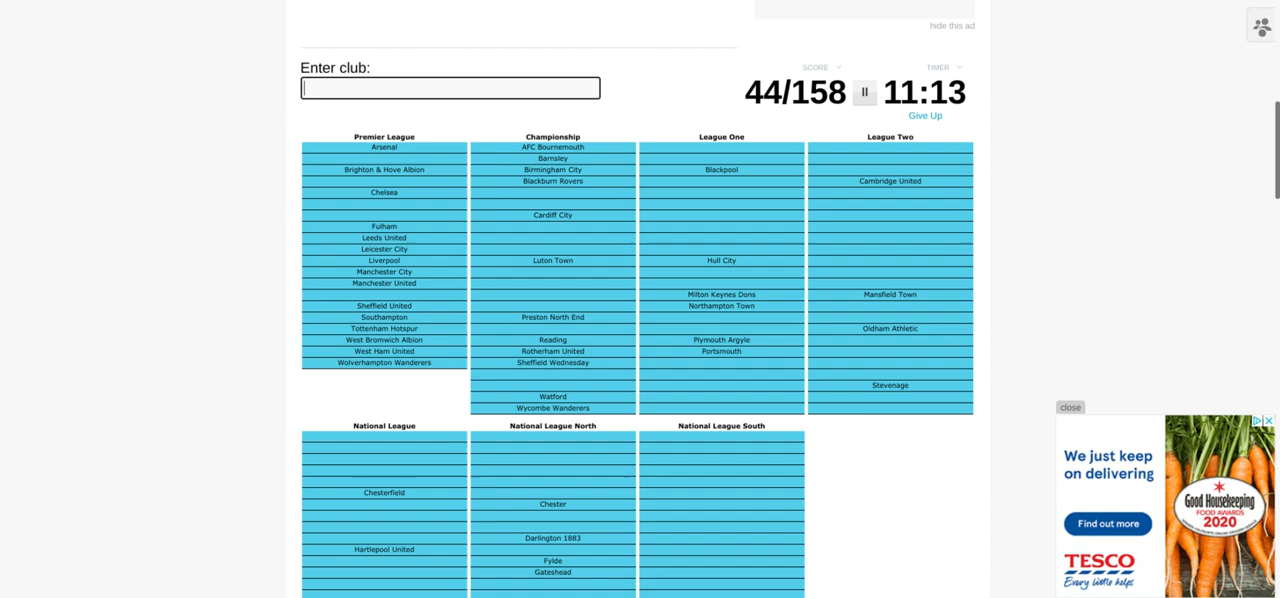 hide this ad
Enter club:
SCORE
TIMER
44/158
11:13
Give Up
Premier League Championship League One League Two
Arsenal AFC Bournemouth
Barnsley
Brighton & Hove Albion Birmingham City Blackpool
Blackburn Rovers Cambridge United
Chelsea
Cardiff City
Fulham
Leeds United
Leicester City
Liverpool Luton Town Hull City
Manchester City
Manchester United
Milton Keynes Dons Mansfield Town
Sheffield United Northampton Town
Southampton Preston North End
Tottenham Hotspur Oldham Athletic
West Bromwich Albion Reading Plymouth Argyle
West Ham United Rotherham United Portsmouth
Wolverhampton Wanderers Sheffield Wednesday
Stevenage
Watford
Wycombe Wanderers
National League National League North National League South
Chesterfield
Chester
Darlington 1883
Hartlepool United
Fylde
Gateshead
close
We just keep
on delivering
Find out more
TESCO
Every little helps
Good Housekeeping
FOOD AWARDS
2020